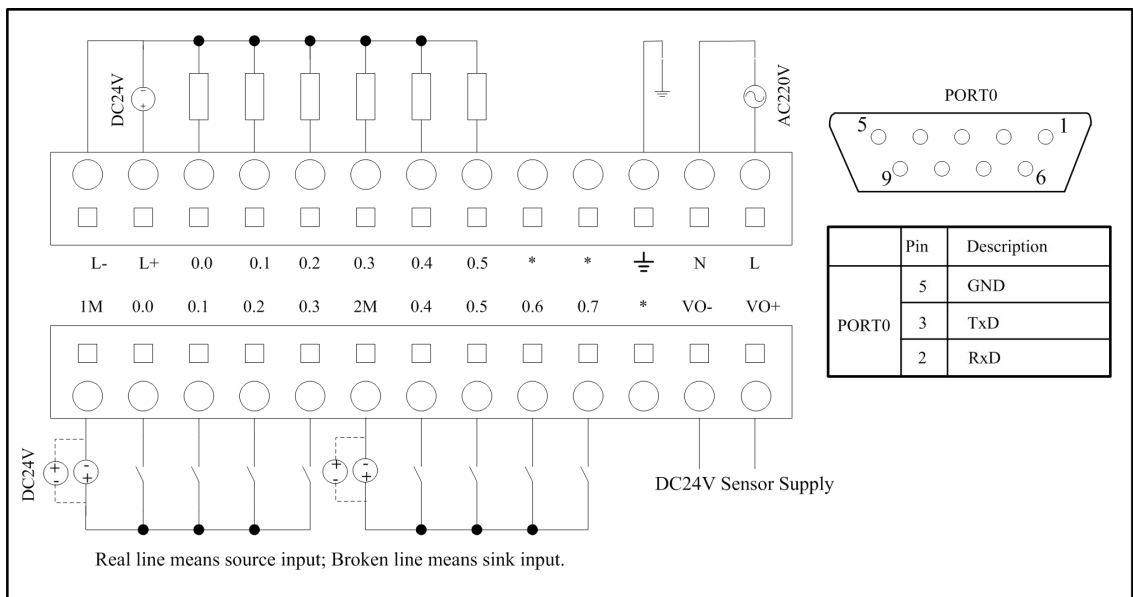 DC24V
AC220V
L- L+ 0.0 0.1 0.2 0.3 0.4 0.5 * * N L
1M 0.0 0.1 0.2 0.3 2M 0.4 0.5 0.6 0.7 * VO- VO+
DC24V
DC24V Sensor Supply
Real line means source input; Broken line means sink input.
PORT0
5 1
9 6
Pin Description
PORT0
5 GND
3 TxD
2 RxD